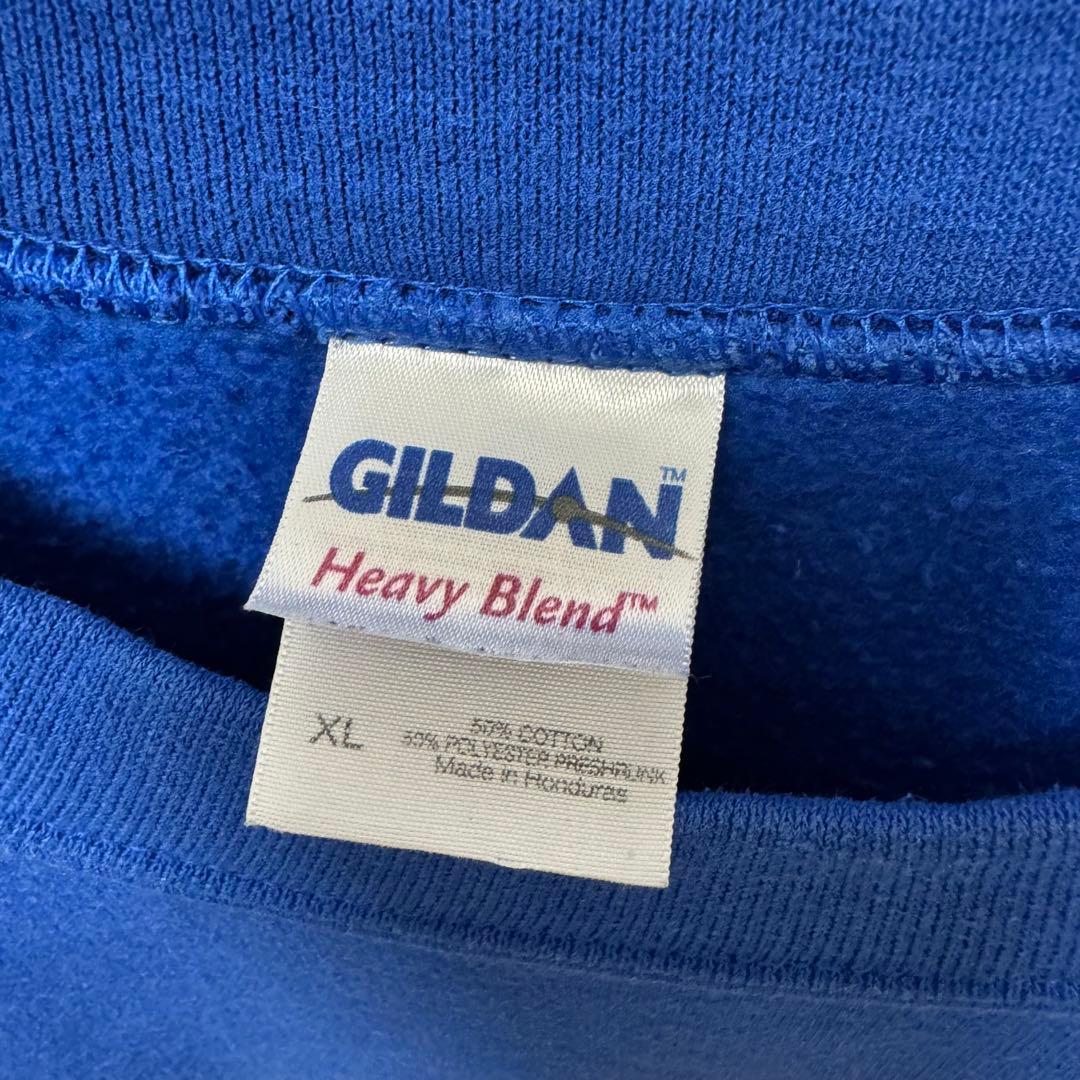 GILDAN™
Heavy Blend™
XL
50% COTTON
50% POLYESTER PRESHRUNK
Made in Honduras